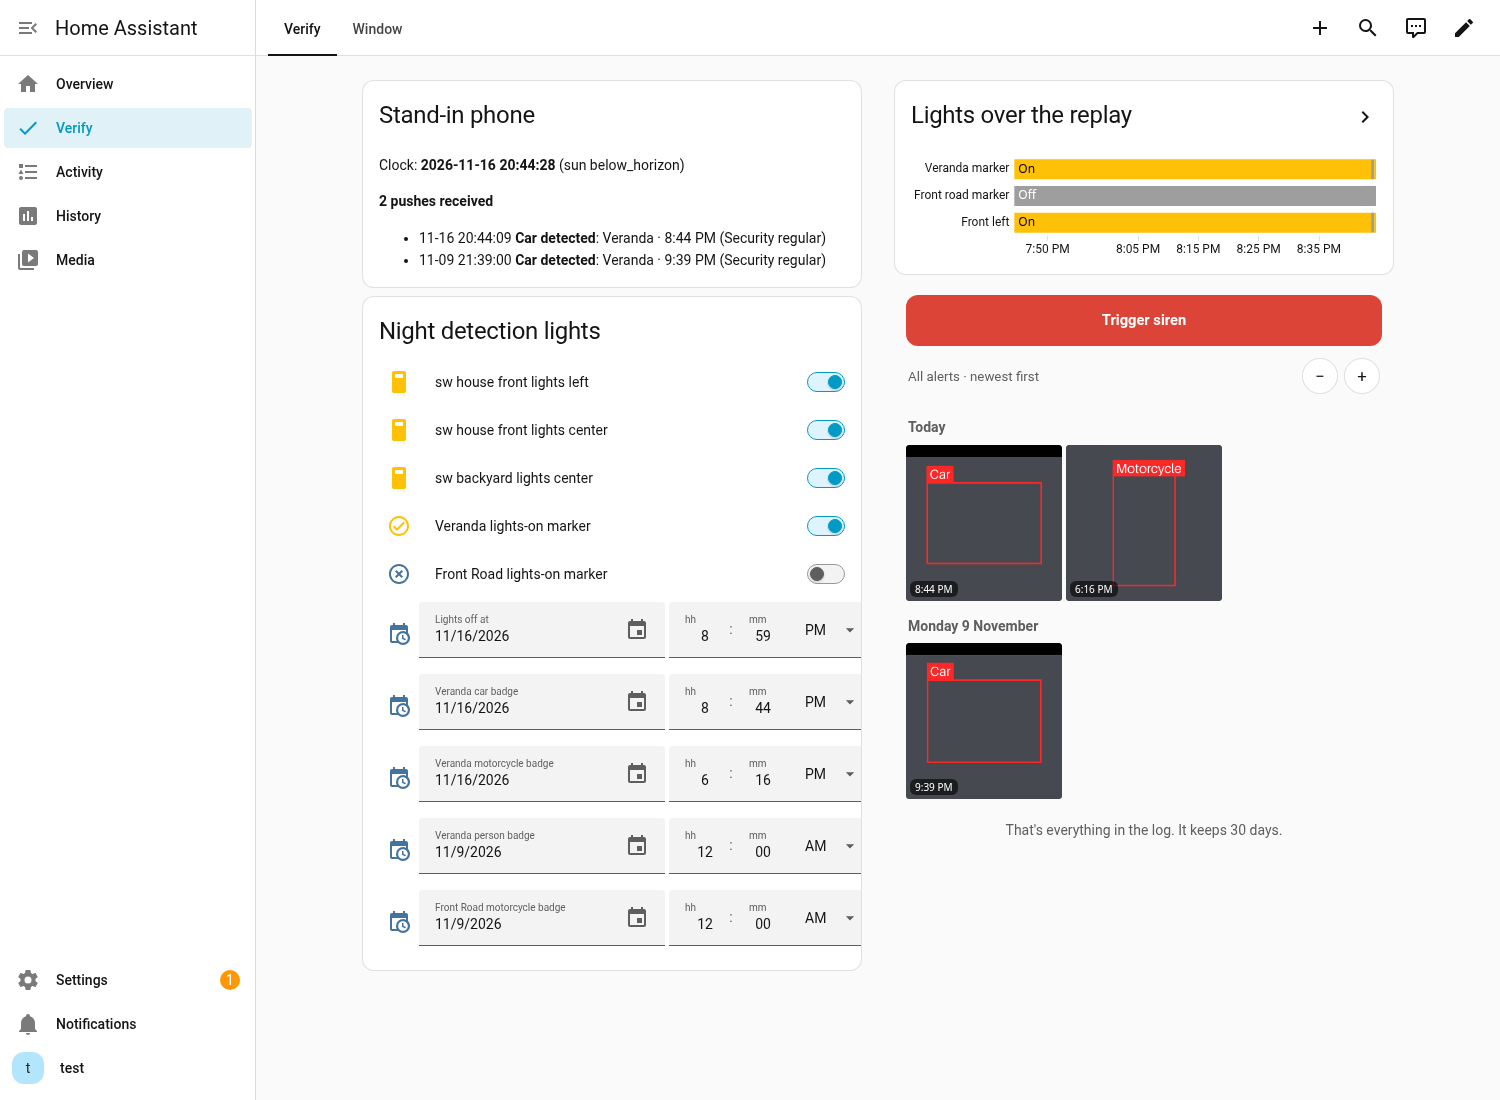 Home Assistant
Verify
Window
Overview
Verify
Activity
History
Media
Settings
1
Notifications
t
test
Stand-in phone
Clock: 2026-11-16 20:44:28 (sun below_horizon)
2 pushes received
11-16 20:44:09 Car detected: Veranda · 8:44 PM (Security regular)
11-09 21:39:00 Car detected: Veranda · 9:39 PM (Security regular)
Night detection lights
sw house front lights left
sw house front lights center
sw backyard lights center
Veranda lights-on marker
Front Road lights-on marker
Lights off at
11/16/2026
hh mm
8 : 59 PM
Veranda car badge
11/16/2026
hh mm
8 : 44 PM
Veranda motorcycle badge
11/16/2026
hh mm
6 : 16 PM
Veranda person badge
11/9/2026
hh mm
12 : 00 AM
Front Road motorcycle badge
11/9/2026
hh mm
12 : 00 AM
Lights over the replay
Veranda marker On
Front road marker Off
Front left On
7:50 PM 8:05 PM 8:15 PM 8:25 PM 8:35 PM
Trigger siren
All alerts · newest first
− +
Today
Car
8:44 PM
Motorcycle
6:16 PM
Monday 9 November
Car
9:39 PM
That's everything in the log. It keeps 30 days.